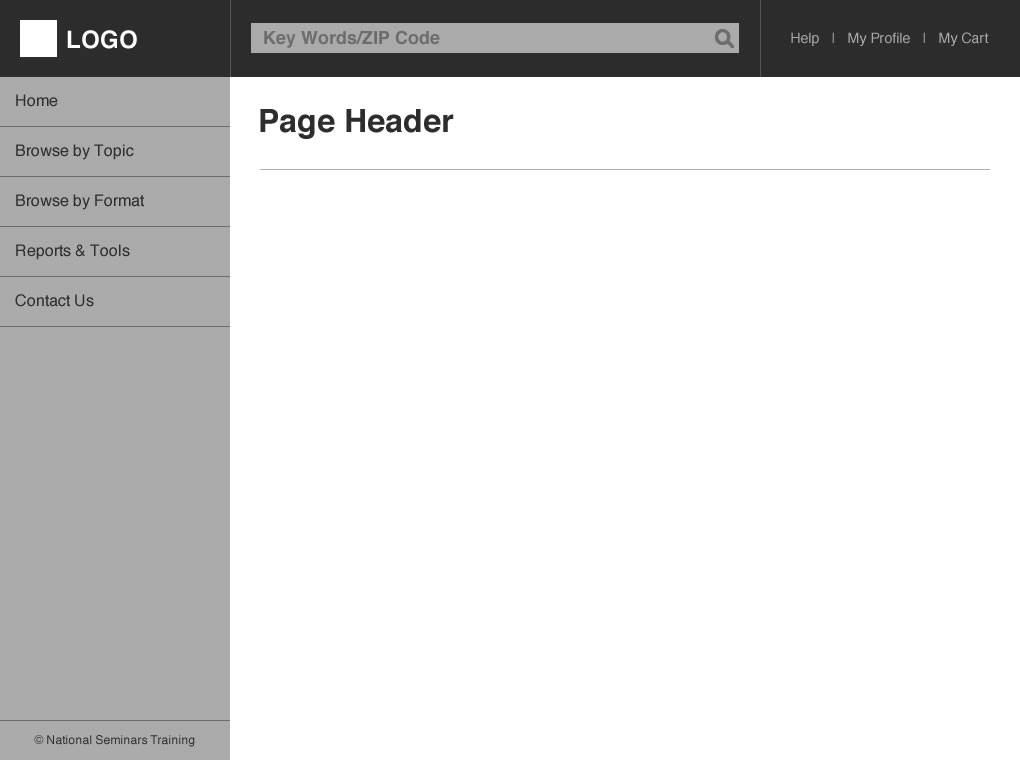 LOGO
Key Words/ZIP Code
Help | My Profile | My Cart
Home
Browse by Topic
Browse by Format
Reports & Tools
Contact Us
Page Header
© National Seminars Training